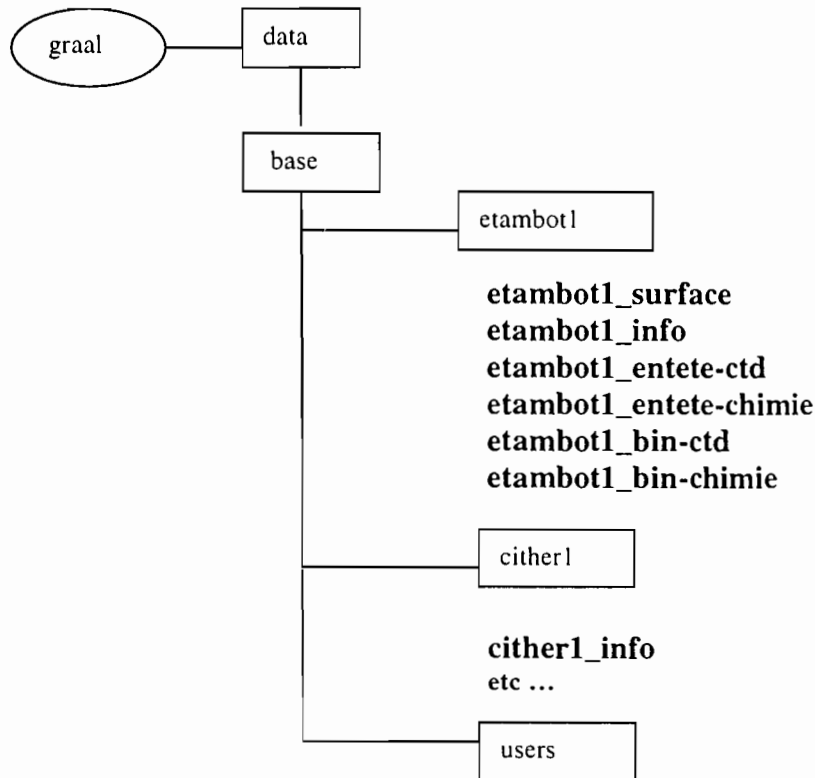 graal
data
base
etambot1
etambot1_surface
etambot1_info
etambot1_entete-ctd
etambot1_entete-chimie
etambot1_bin-ctd
etambot1_bin-chimie
cither1
cither1_info
etc ...
users